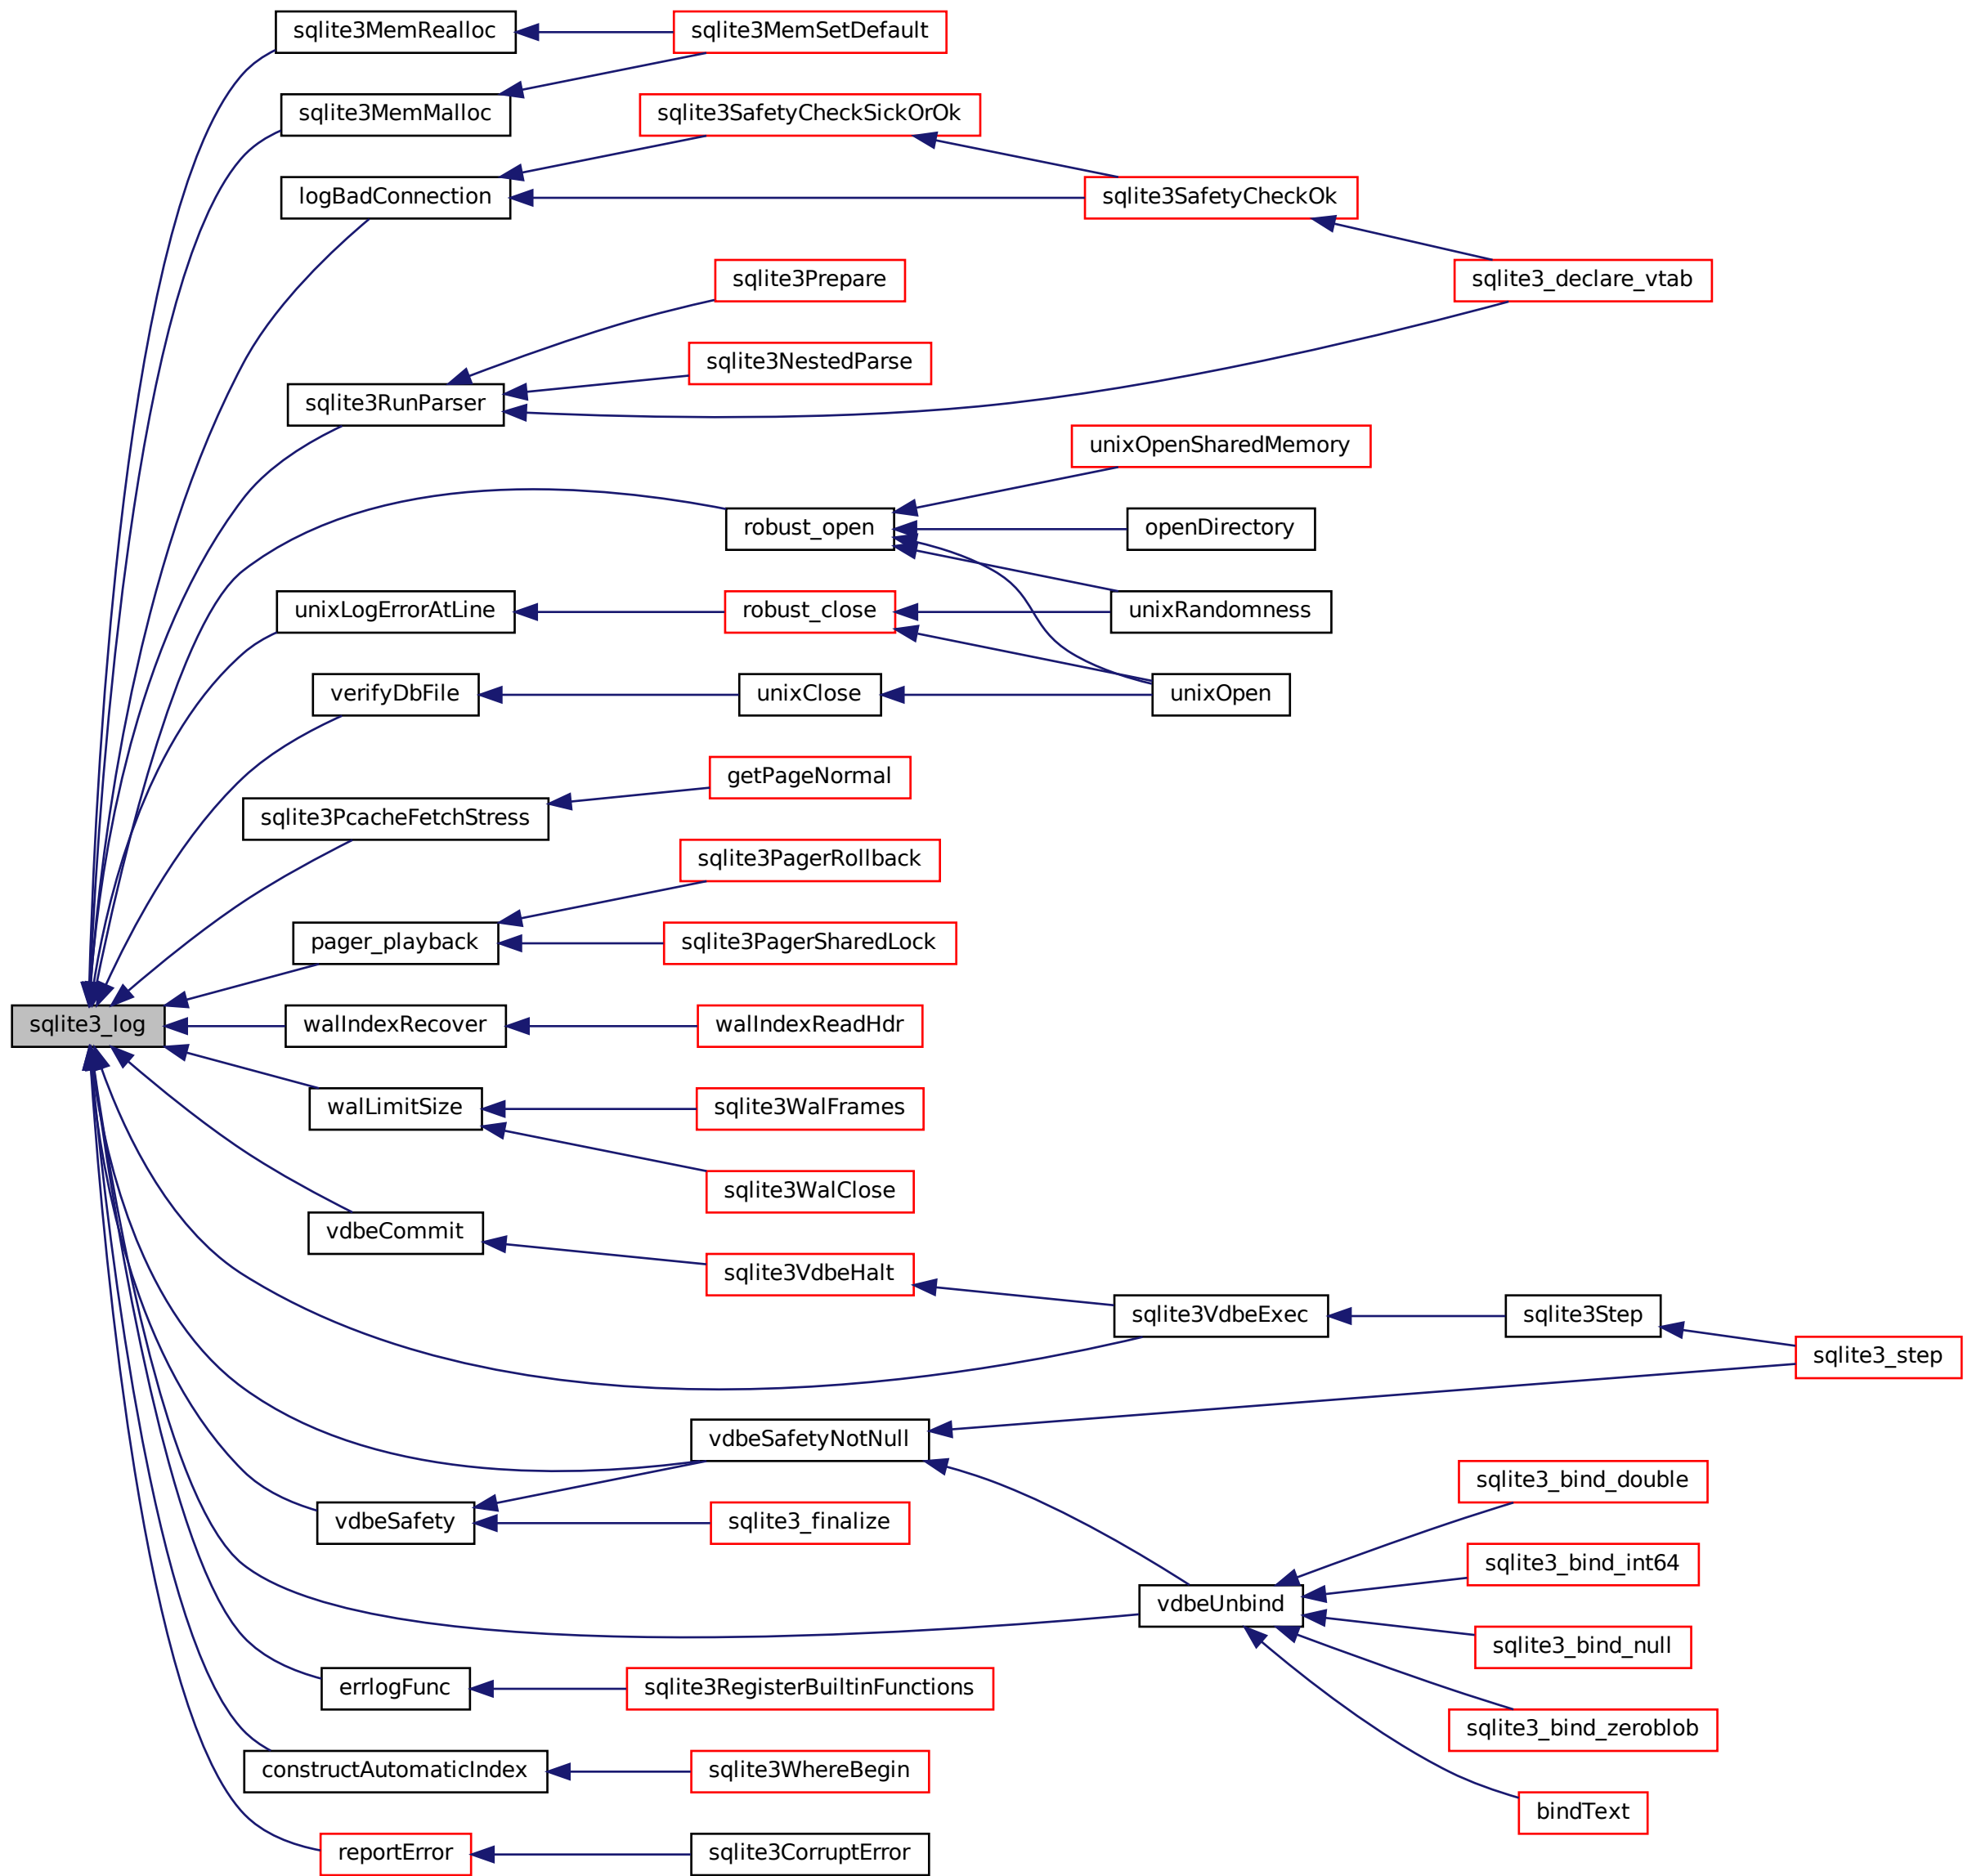 sqlite3MemRealloc
sqlite3MemSetDefault
sqlite3MemMalloc
sqlite3SafetyCheckSickOrOk
logBadConnection
sqlite3SafetyCheckOk
sqlite3Prepare
sqlite3_declare_vtab
sqlite3NestedParse
sqlite3RunParser
unixOpenSharedMemory
robust_open
openDirectory
unixLogErrorAtLine
robust_close
unixRandomness
verifyDbFile
unixClose
unixOpen
getPageNormal
sqlite3PcacheFetchStress
sqlite3PagerRollback
pager_playback
sqlite3PagerSharedLock
sqlite3_log
walIndexRecover
walIndexReadHdr
walLimitSize
sqlite3WalFrames
sqlite3WalClose
vdbeCommit
sqlite3VdbeHalt
sqlite3VdbeExec
sqlite3Step
sqlite3_step
vdbeSafetyNotNull
sqlite3_bind_double
vdbeSafety
sqlite3_finalize
sqlite3_bind_int64
vdbeUnbind
sqlite3_bind_null
errlogFunc
sqlite3RegisterBuiltinFunctions
sqlite3_bind_zeroblob
constructAutomaticIndex
sqlite3WhereBegin
bindText
reportError
sqlite3CorruptError